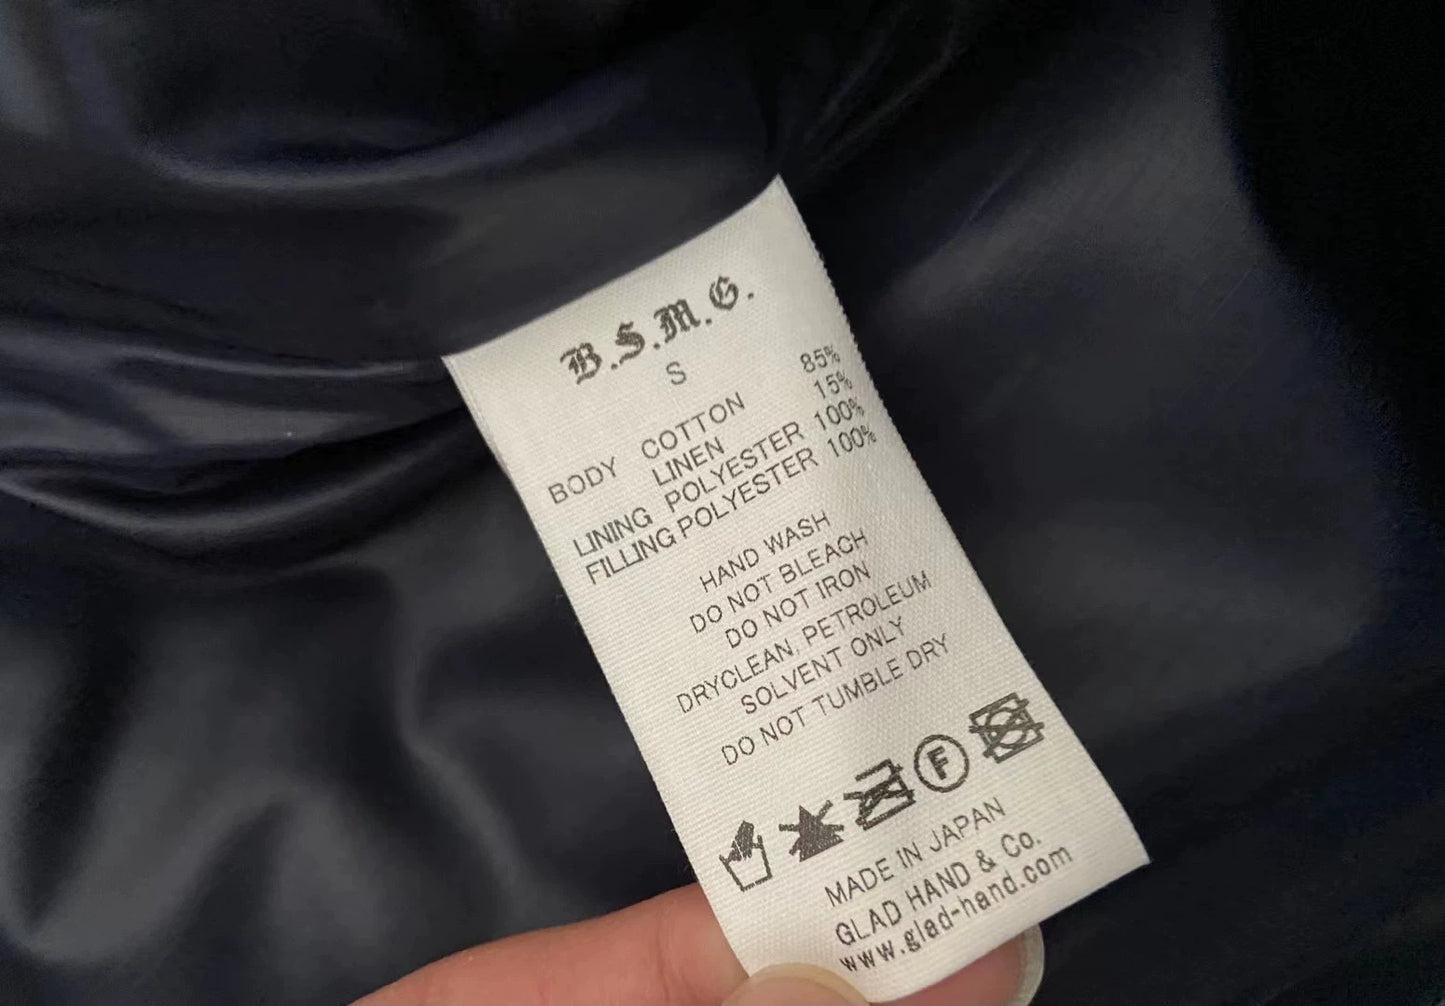 B.S.M.G.
S
BODY COTTON 85%
LINEN 15%
LINING POLYESTER 100%
FILLING POLYESTER 100%
HAND WASH
DO NOT BLEACH
DO NOT IRON
DRYCLEAN, PETROLEUM
SOLVENT ONLY
DO NOT TUMBLE DRY
F
MADE IN JAPAN
GLAD HAND & Co.
www.glad-hand.com